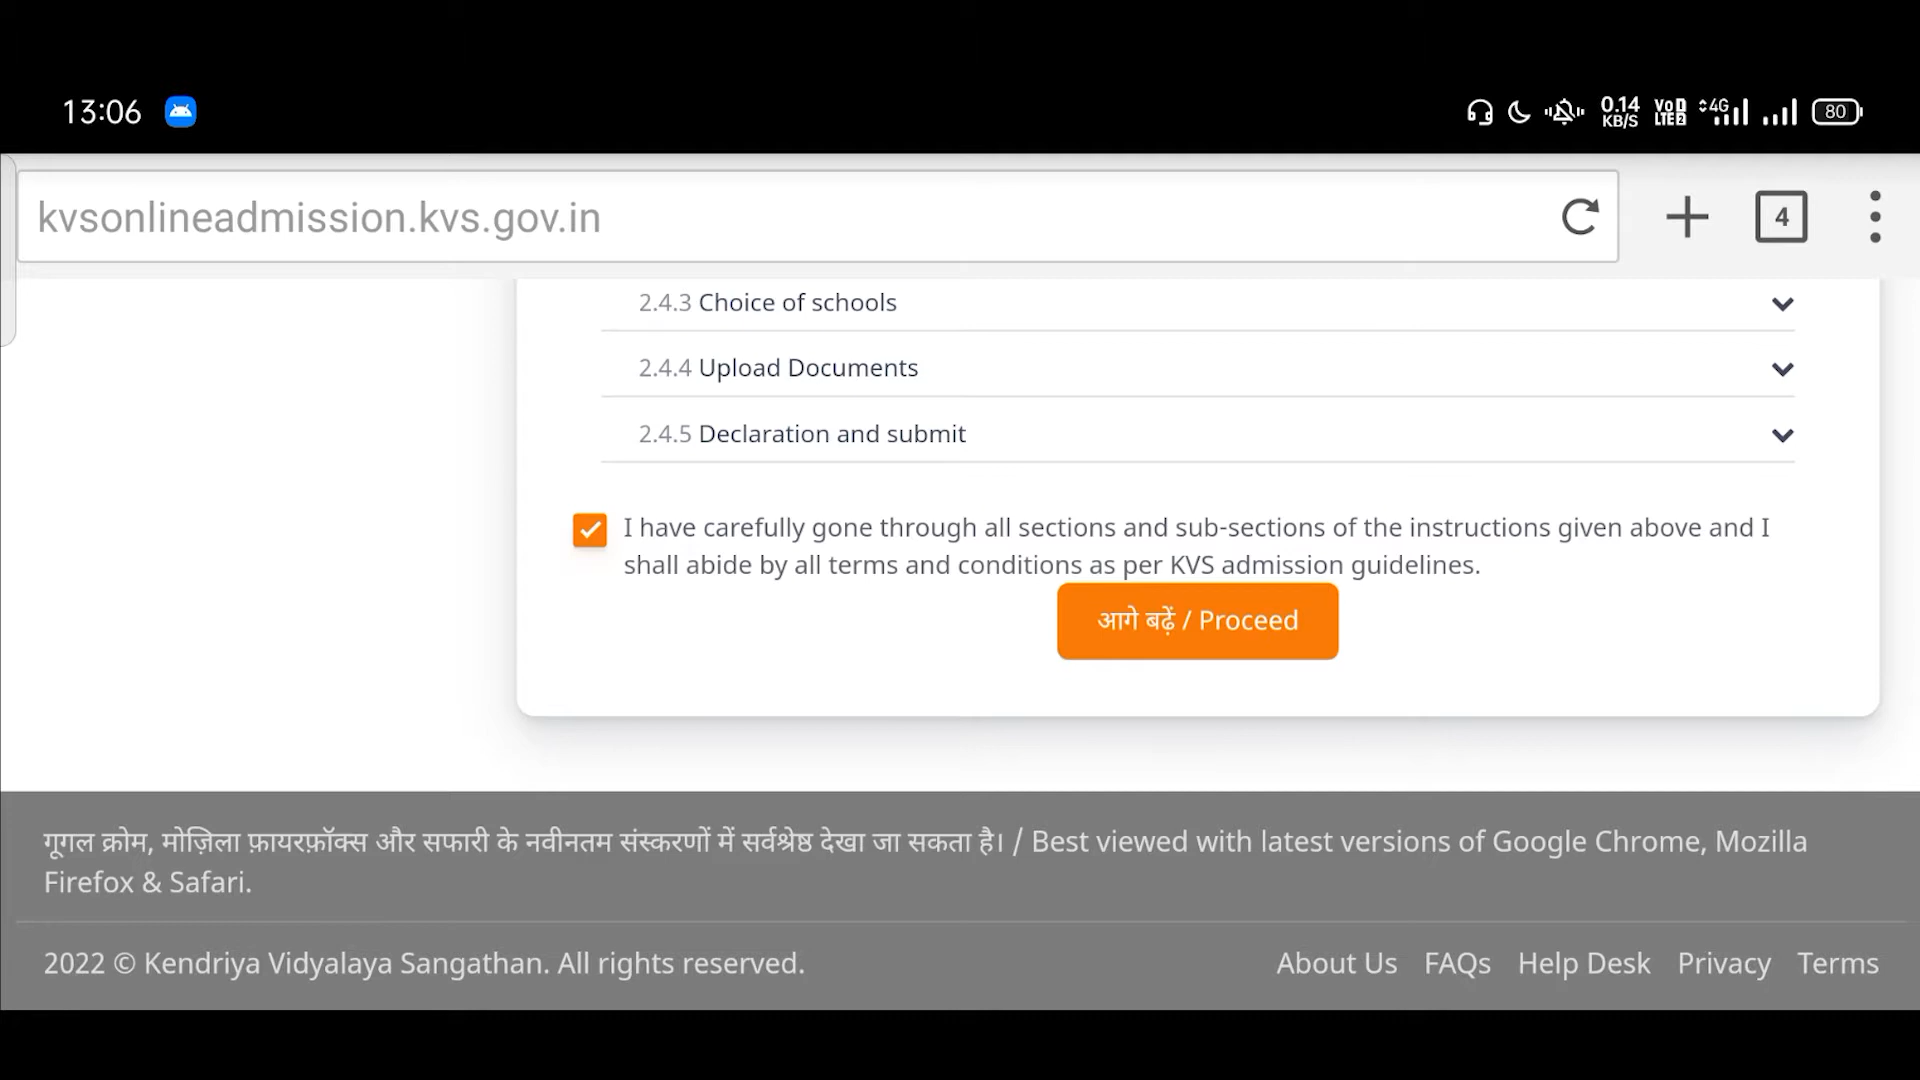 13:06
0.14 KB/S
VoD LTE2
4G
80
kvsonlineadmission.kvs.gov.in
4
2.4.3 Choice of schools
2.4.4 Upload Documents
2.4.5 Declaration and submit
I have carefully gone through all sections and sub-sections of the instructions given above and I
shall abide by all terms and conditions as per KVS admission guidelines.
आगे बढ़ें / Proceed
गूगल क्रोम, मोज़िला फ़ायरफ़ॉक्स और सफारी के नवीनतम संस्करणों में सर्वश्रेष्ठ देखा जा सकता है। / Best viewed with latest versions of Google Chrome, Mozilla
Firefox & Safari.
2022 © Kendriya Vidyalaya Sangathan. All rights reserved.
About Us FAQs Help Desk Privacy Terms